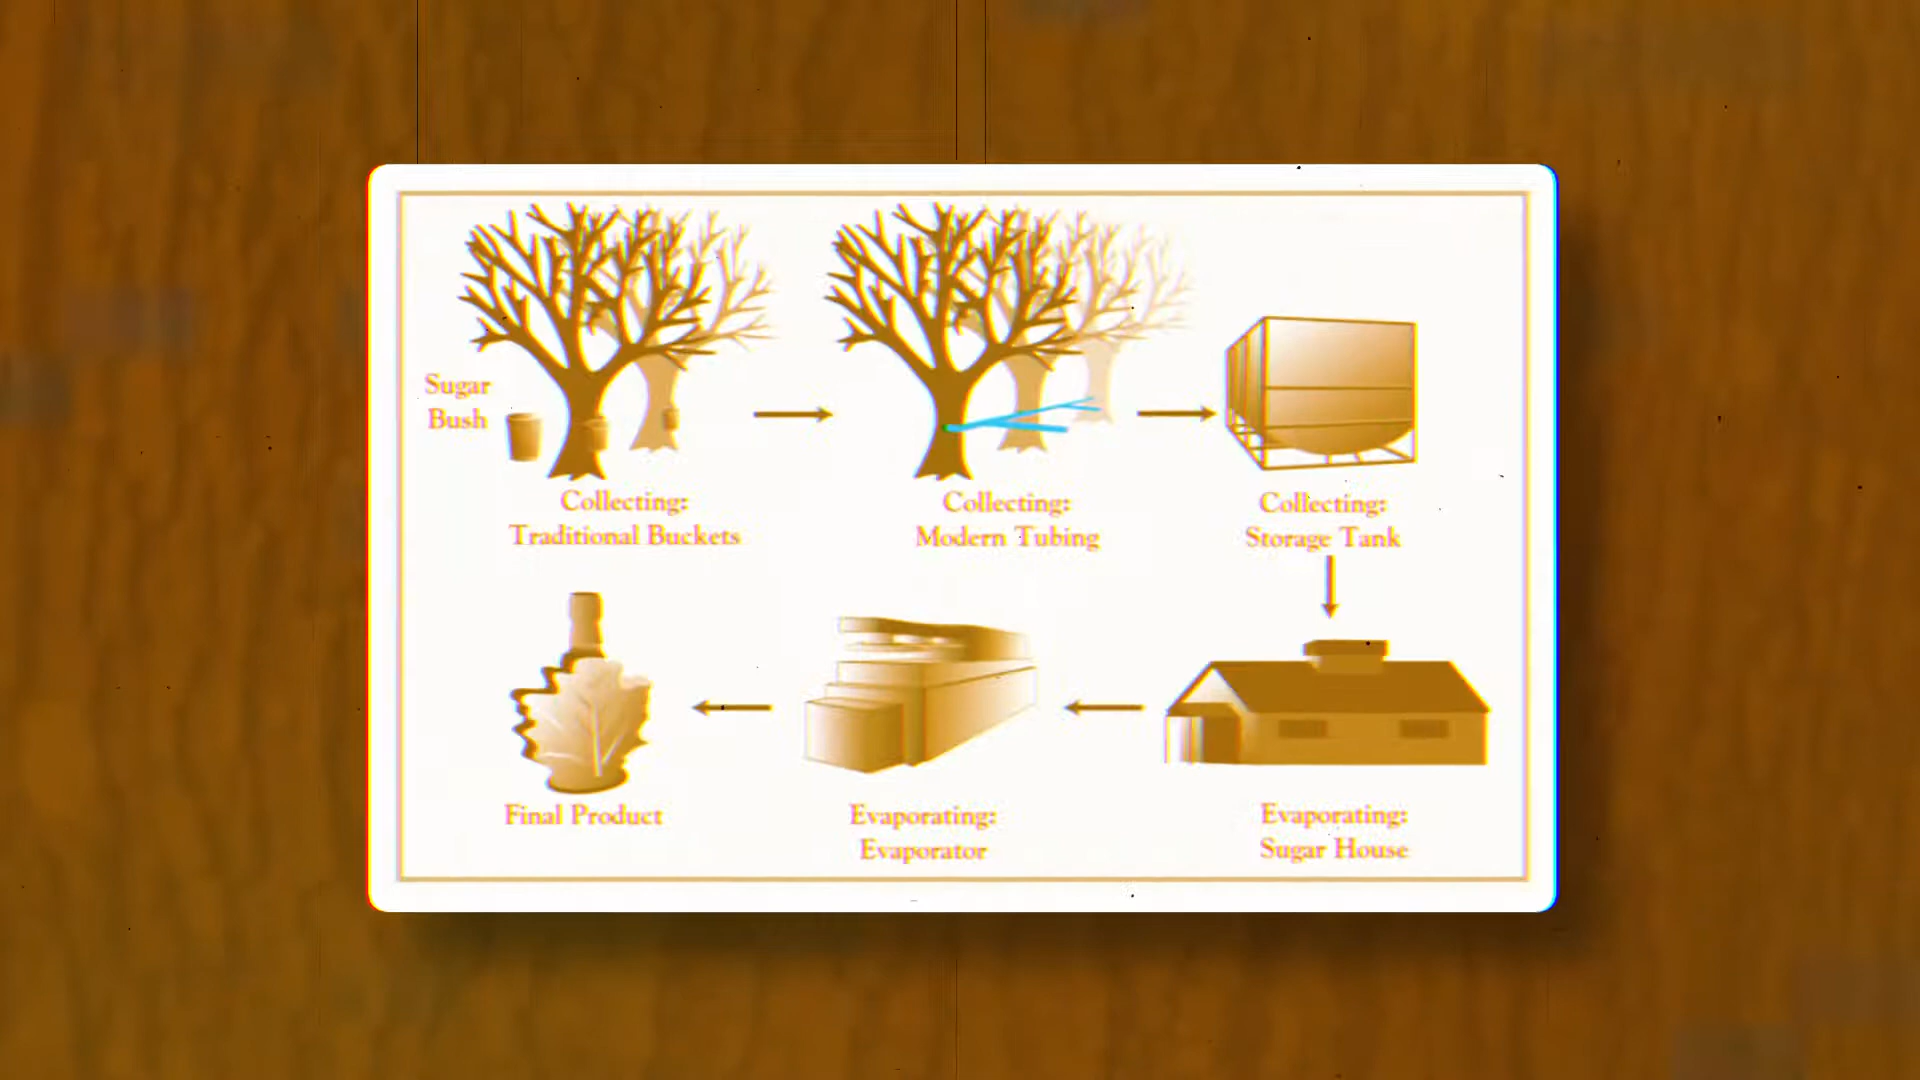 Sugar
Bush
Collecting:
Traditional Buckets
Collecting:
Modern Tubing
Collecting:
Storage Tank
Final Product
Evaporating:
Evaporator
Evaporating:
Sugar House